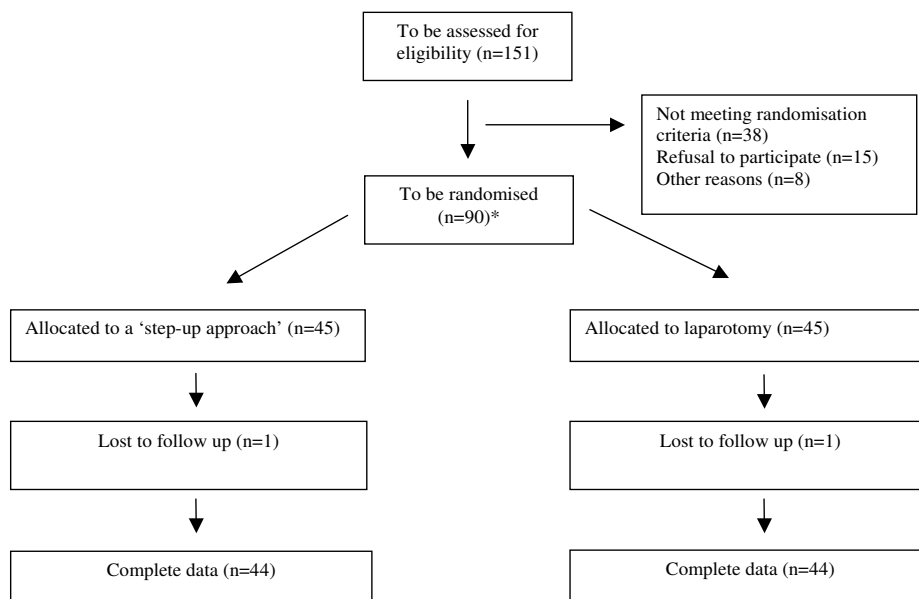 To be assessed for
eligibility (n=151)
Not meeting randomisation
criteria (n=38)
Refusal to participate (n=15)
Other reasons (n=8)
To be randomised
(n=90)*
Allocated to a ‘step-up approach’ (n=45)
Allocated to laparotomy (n=45)
Lost to follow up (n=1)
Lost to follow up (n=1)
Complete data (n=44)
Complete data (n=44)